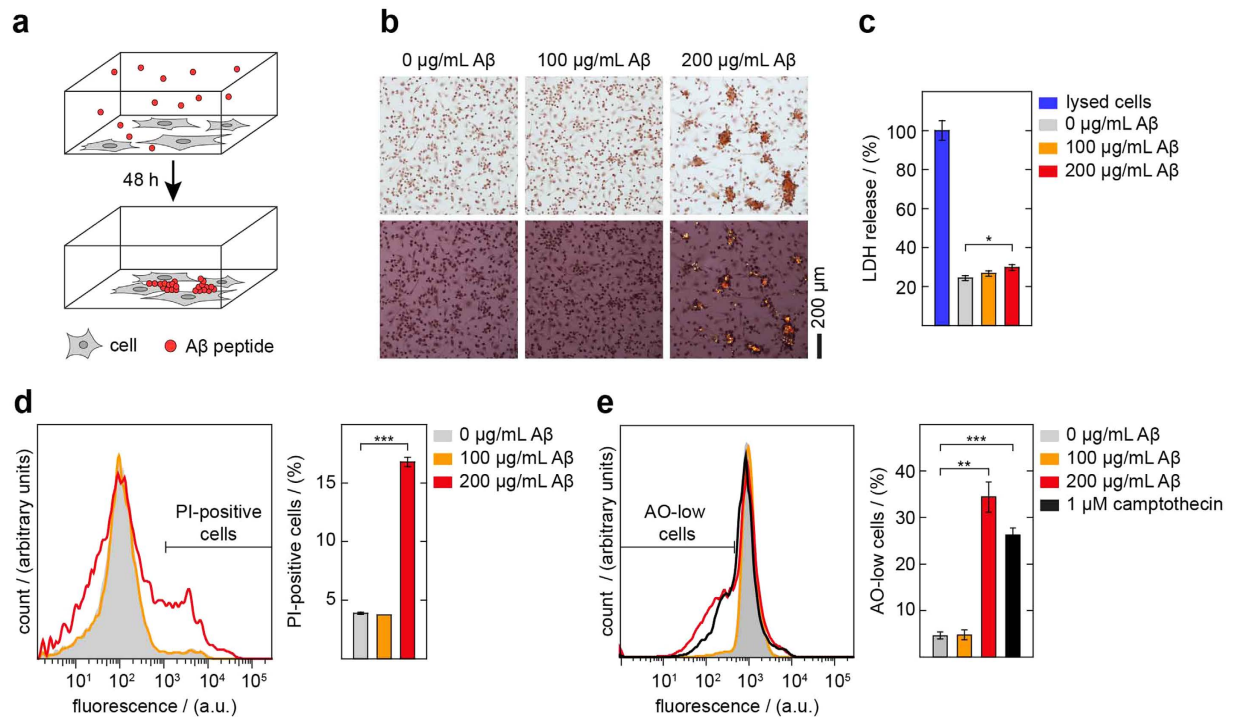 a
48 h
cell
Aβ peptide
b
0 µg/mL Aβ
100 µg/mL Aβ
200 µg/mL Aβ
200 µm
c
LDH release / (%)
100
80
60
40
20
*
lysed cells
0 µg/mL Aβ
100 µg/mL Aβ
200 µg/mL Aβ
d
count / (arbitrary units)
PI-positive
cells
10¹
10²
10³
10⁴
10⁵
fluorescence / (a.u.)
PI-positive cells / (%)
15
10
5
***
0 µg/mL Aβ
100 µg/mL Aβ
200 µg/mL Aβ
e
count / (arbitrary units)
AO-low
cells
10¹
10²
10³
10⁴
10⁵
fluorescence / (a.u.)
AO-low cells / (%)
40
30
20
10
***
**
0 µg/mL Aβ
100 µg/mL Aβ
200 µg/mL Aβ
1 µM camptothecin